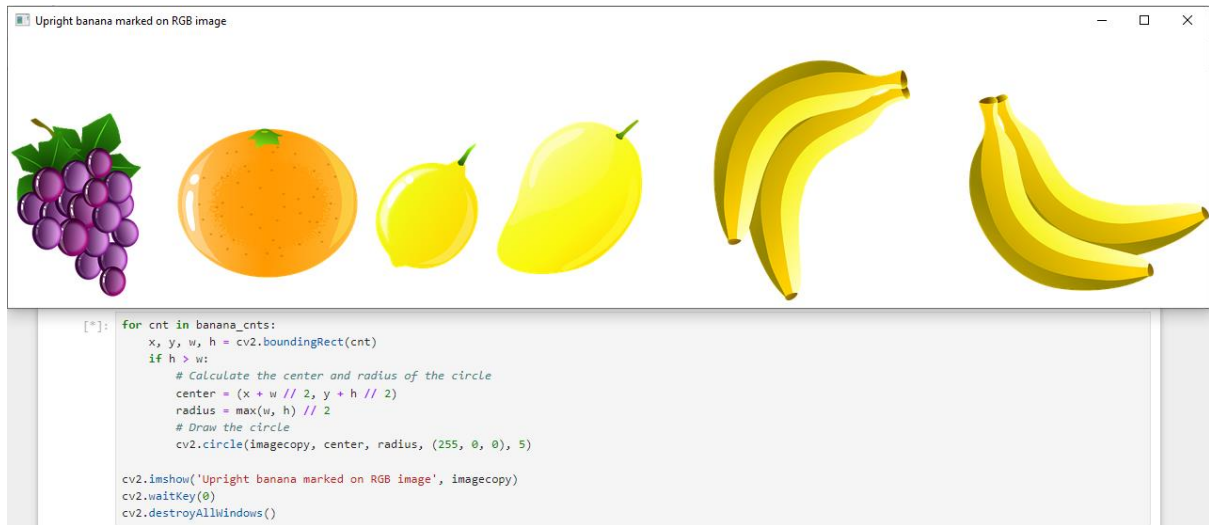 Upright banana marked on RGB image
[*]: for cnt in banana_cnts:
    x, y, w, h = cv2.boundingRect(cnt)
    if h > w:
        # Calculate the center and radius of the circle
        center = (x + w // 2, y + h // 2)
        radius = max(w, h) // 2
        # Draw the circle
        cv2.circle(imagecopy, center, radius, (255, 0, 0), 5)
cv2.imshow('Upright banana marked on RGB image', imagecopy)
cv2.waitKey(0)
cv2.destroyAllWindows()